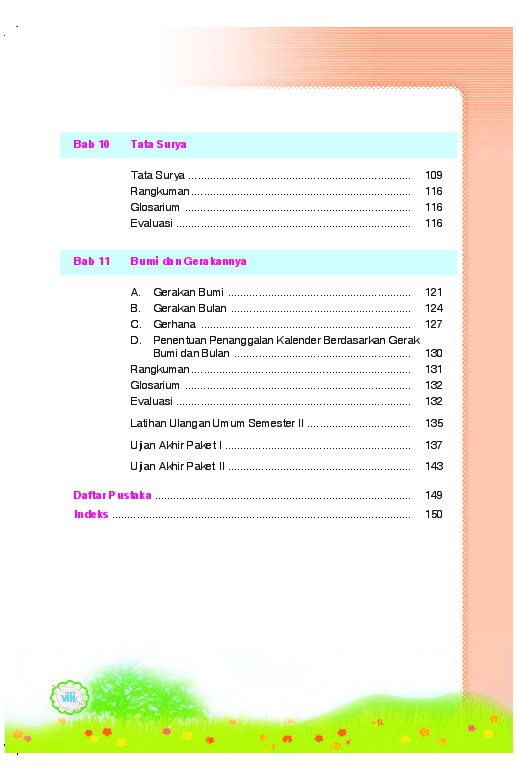 Bab 10 Tata Surya
Tata Surya ........................................................................... 109
Rangkuman .......................................................................... 116
Glosarium ............................................................................ 116
Evaluasi ............................................................................... 116
Bab 11 Bumi dan Gerakannya
A. Gerakan Bumi ............................................................. 121
B. Gerakan Bulan ............................................................ 124
C. Gerhana ...................................................................... 127
D. Penentuan Penanggalan Kalender Berdasarkan Gerak
Bumi dan Bulan ........................................................... 130
Rangkuman .......................................................................... 131
Glosarium ............................................................................ 132
Evaluasi ............................................................................... 132
Latihan Ulangan Umum Semester II ................................... 135
Ujian Akhir Paket I ............................................................... 137
Ujian Akhir Paket II .............................................................. 143
Daftar Pustaka ...................................................................................... 149
Indeks .................................................................................................... 150
viii